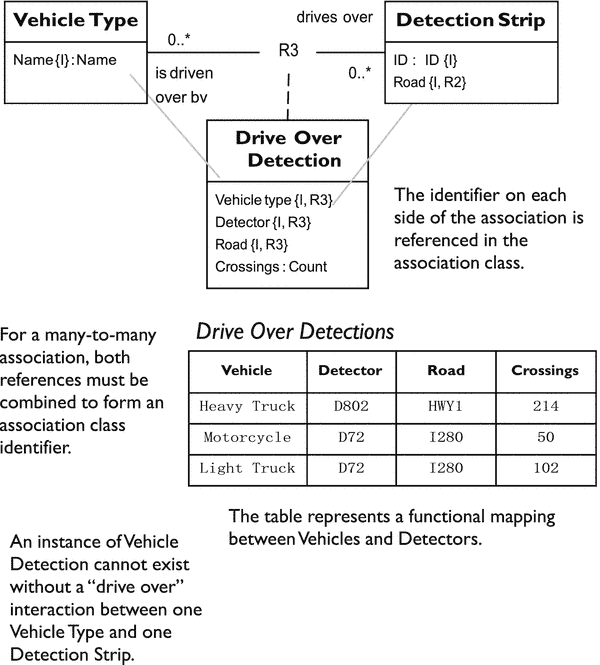 Vehicle Type
Name {I} : Name
0..*
is driven
over bv
R3
drives over
0..*
Detection Strip
ID : ID {I}
Road {I, R2}
Drive Over
Detection
Vehicle type {I, R3}
Detector {I, R3}
Road {I, R3}
Crossings : Count
The identifier on each
side of the association is
referenced in the
association class.
For a many-to-many
association, both
references must be
combined to form an
association class
identifier.
Drive Over Detections
Vehicle Detector Road Crossings
Heavy Truck D802 HWY1 214
Motorcycle D72 I280 50
Light Truck D72 I280 102
The table represents a functional mapping
between Vehicles and Detectors.
An instance of Vehicle
Detection cannot exist
without a “drive over”
interaction between one
Vehicle Type and one
Detection Strip.